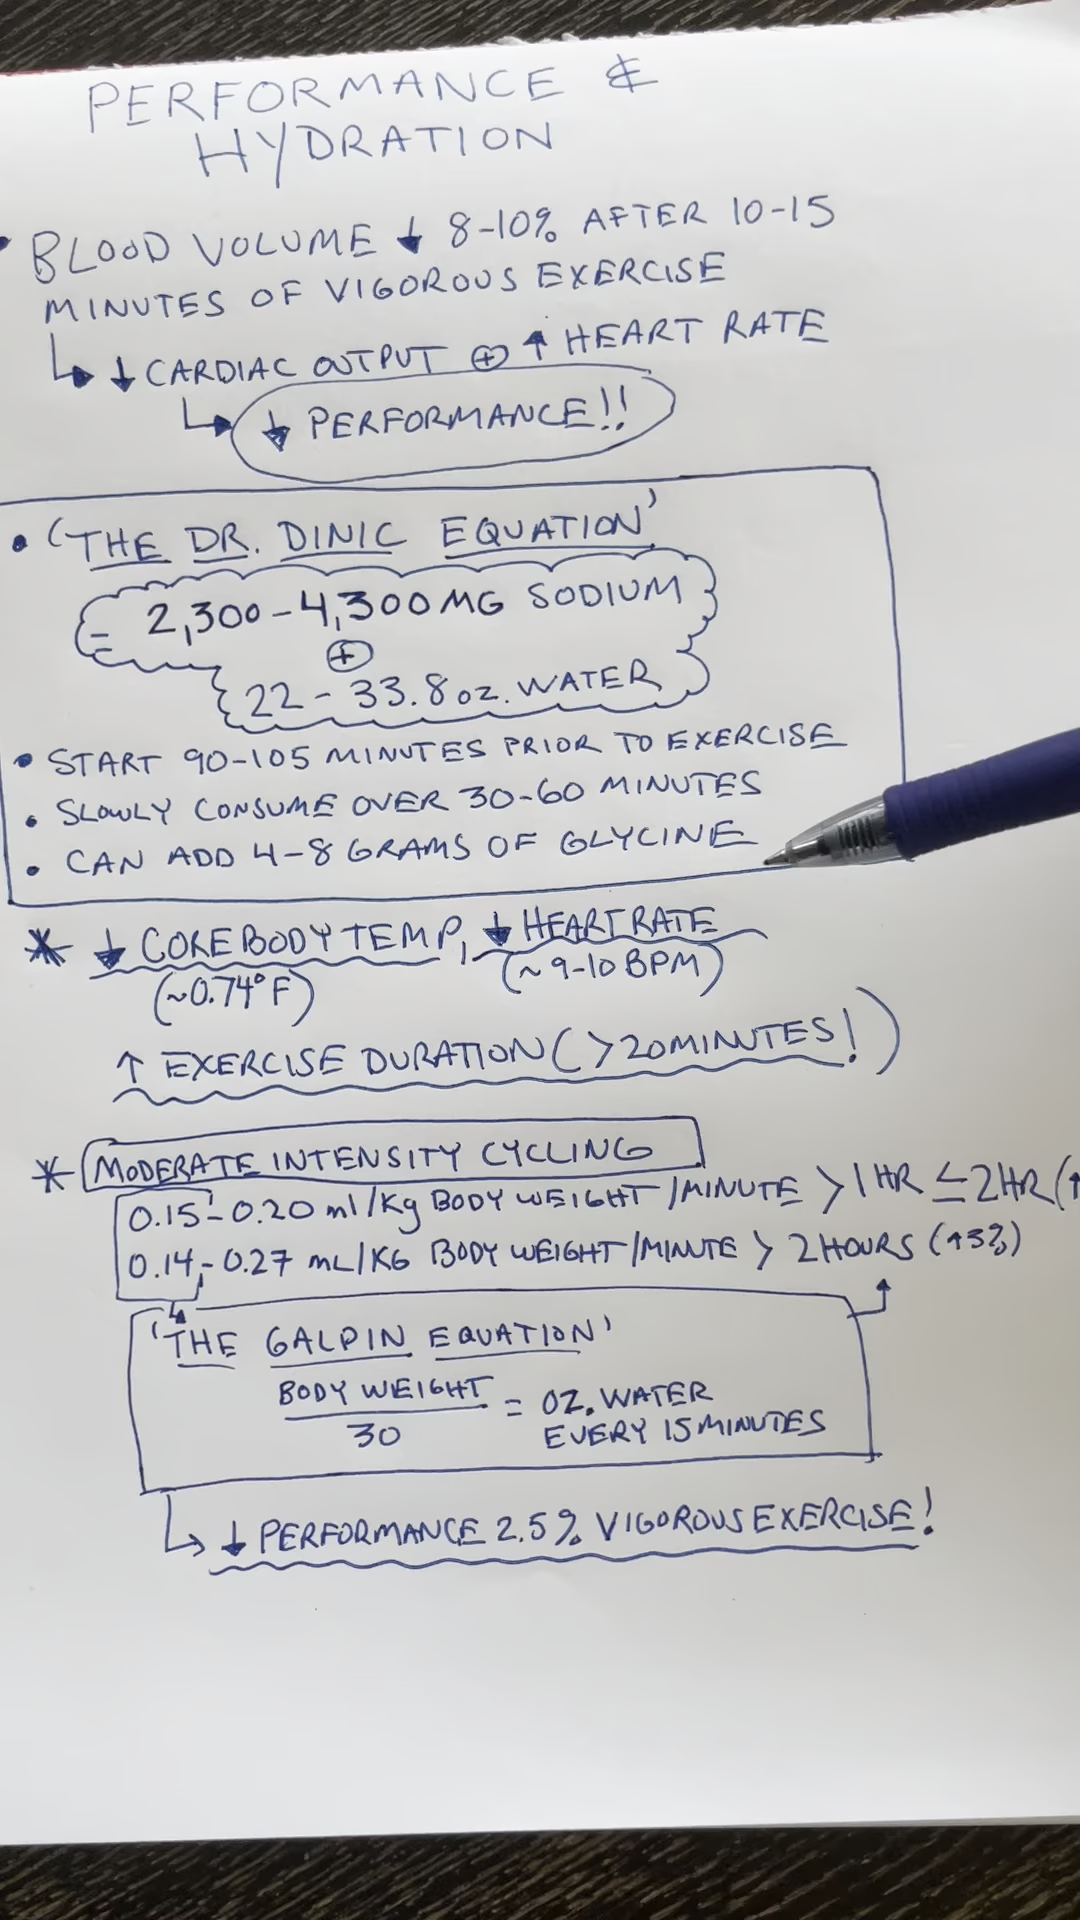 PERFORMANCE &
HYDRATION
• BLOOD VOLUME ↓ 8-10% AFTER 10-15
MINUTES OF VIGOROUS EXERCISE
↳ ↓ CARDIAC OUTPUT ⊕ ↑ HEART RATE
↳ ↓ PERFORMANCE!!
• 'THE DR. DINIC EQUATION'
= 2,300-4,300MG SODIUM
⊕
22-33.8oz. WATER
• START 90-105 MINUTES PRIOR TO EXERCISE
• SLOWLY CONSUME OVER 30-60 MINUTES
• CAN ADD 4-8 GRAMS OF GLYCINE
* ↓ CORE BODY TEMP, ↓ HEART RATE
(~0.74°F) (~9-10 BPM)
↑ EXERCISE DURATION (>20 MINUTES!)
* MODERATE INTENSITY CYCLING
0.15-0.20 ml/Kg BODY WEIGHT/MINUTE > 1 HR ≤ 2 HR (↑
0.14-0.27 mL/KG BODY WEIGHT/MINUTE > 2 HOURS (↑3%)
'THE GALPIN EQUATION'
BODY WEIGHT
30
= OZ. WATER
EVERY 15 MINUTES
↳ ↓ PERFORMANCE 2.5% VIGOROUS EXERCISE!